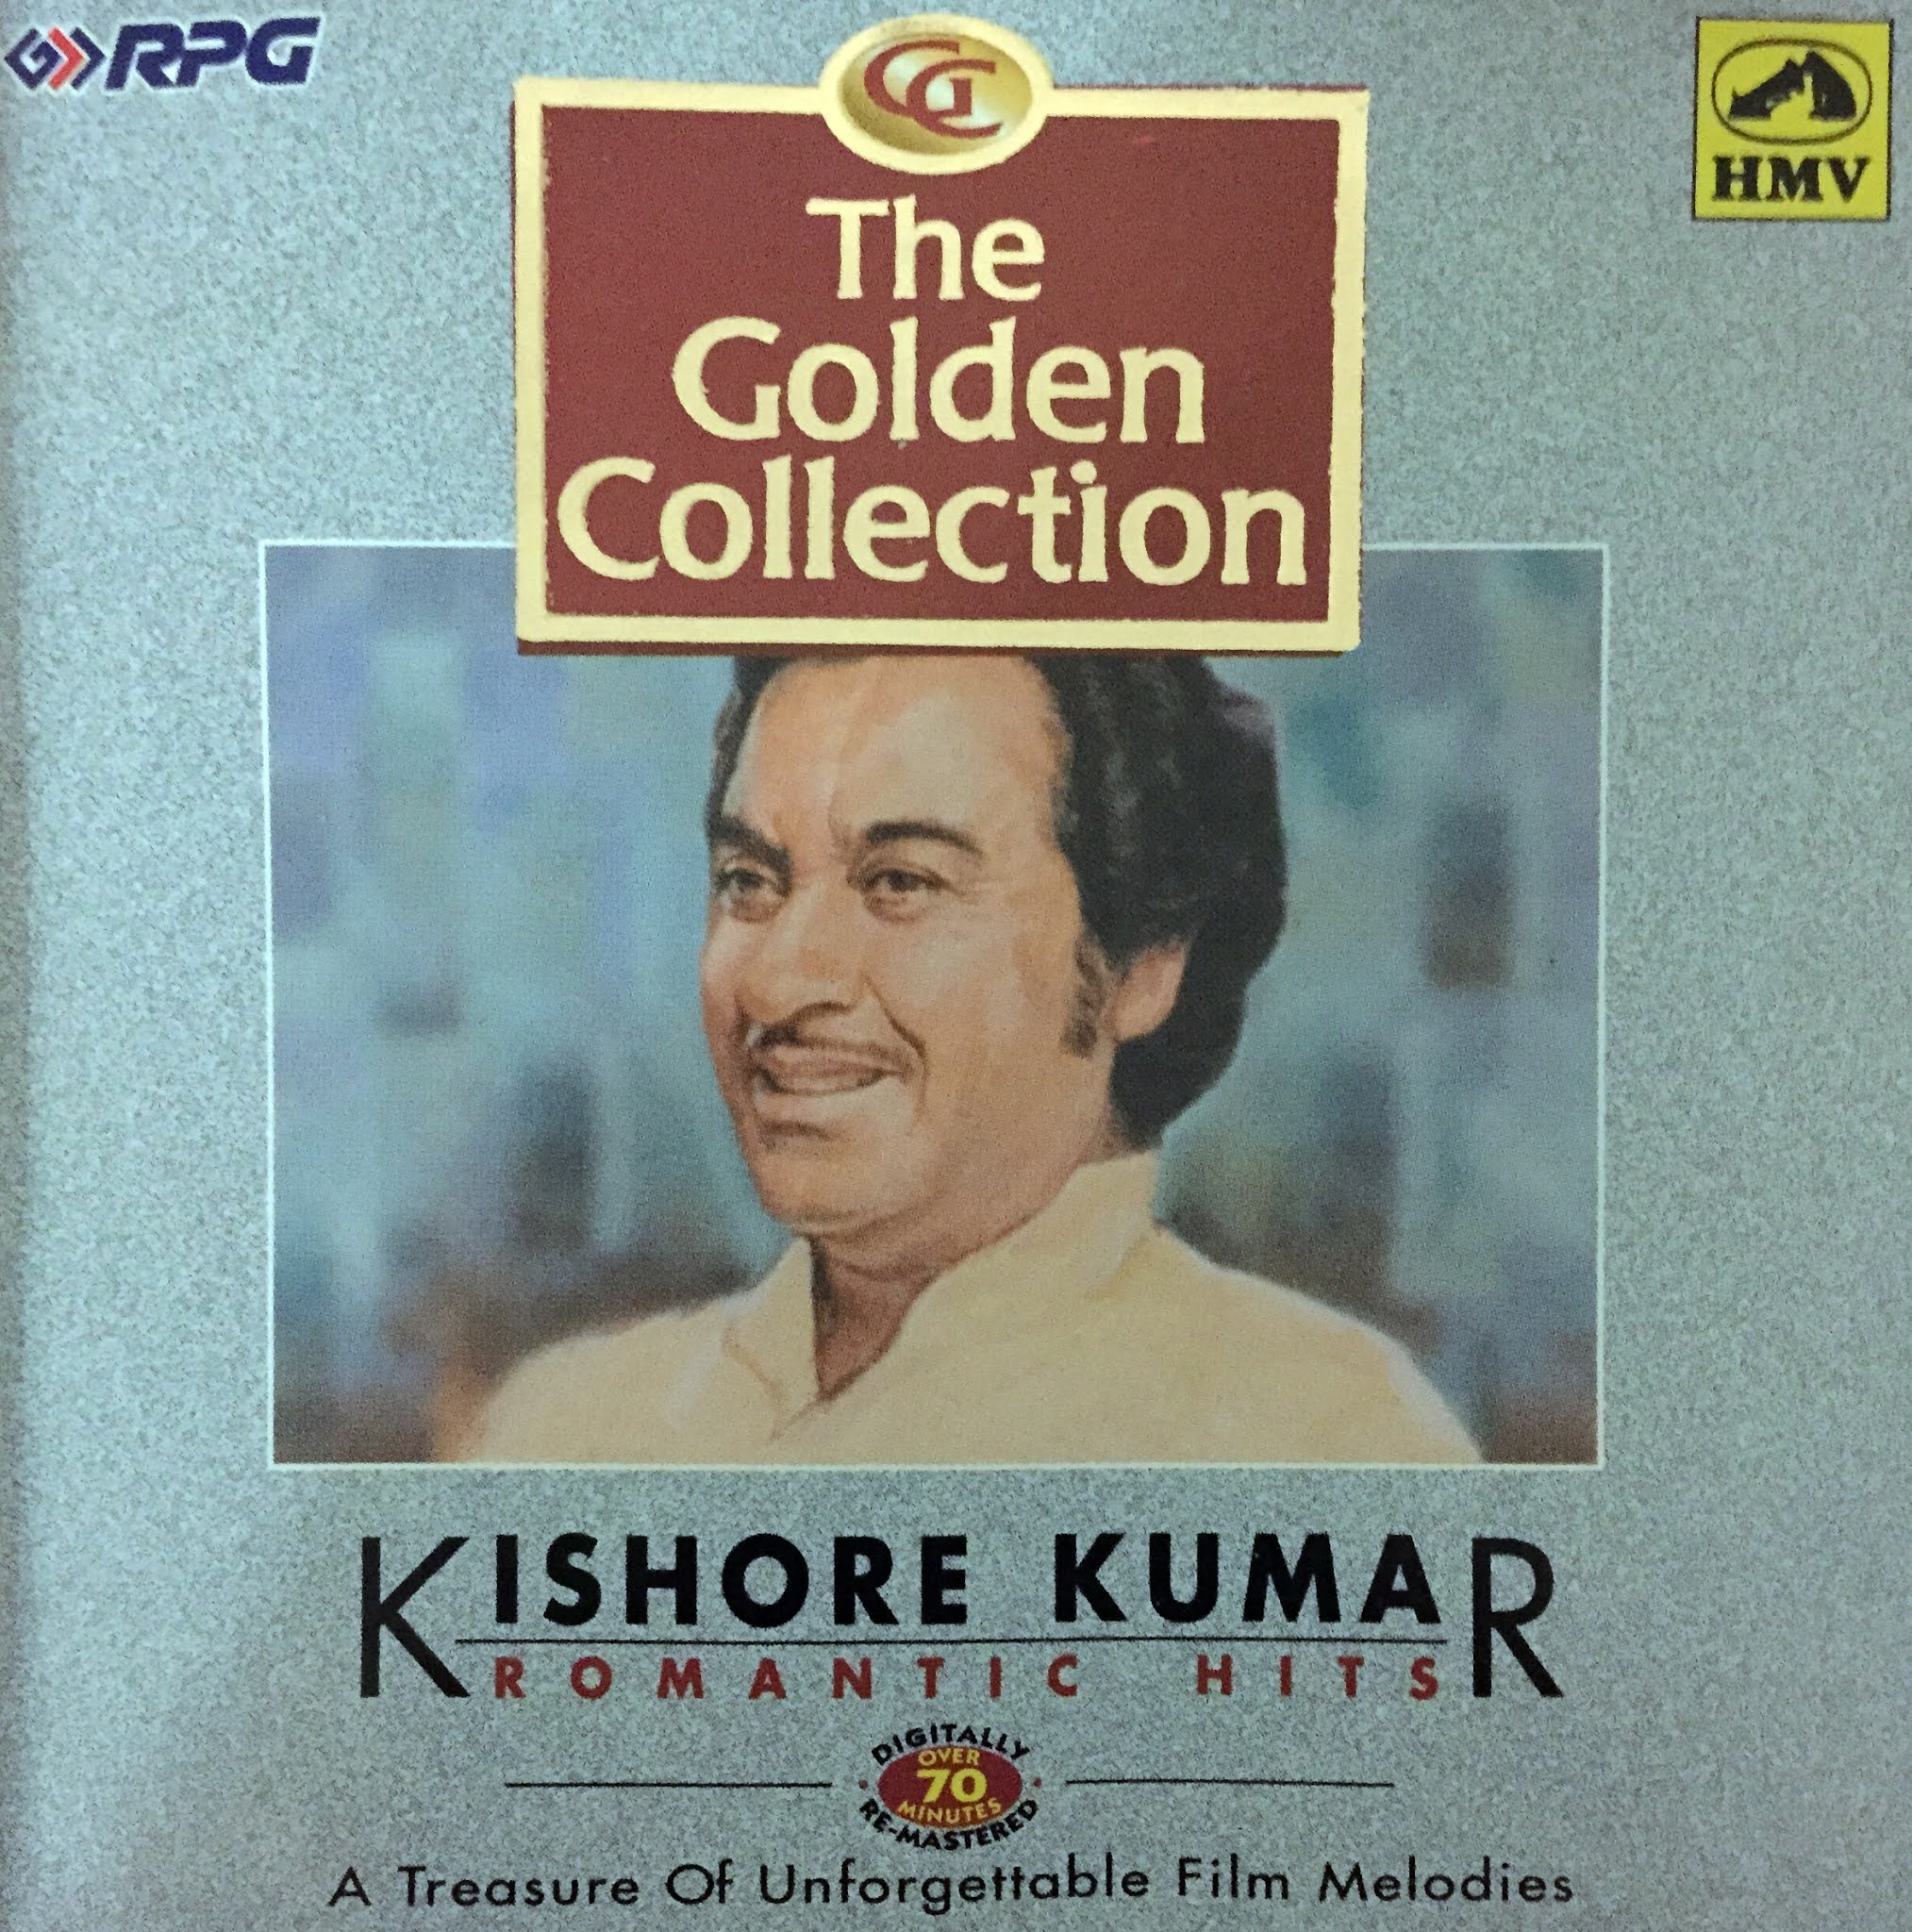 RPG
GC
HMV
The
Golden
Collection
KISHORE KUMAR
ROMANTIC HITS
DIGITALLY
OVER
70
MINUTES
RE-MASTERED
A Treasure Of Unforgettable Film Melodies